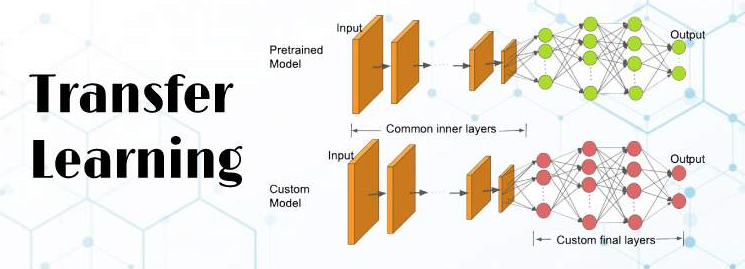 Transfer
Learning
Pretrained
Model
Input
Output
Common inner layers
Custom
Model
Input
Output
Custom final layers